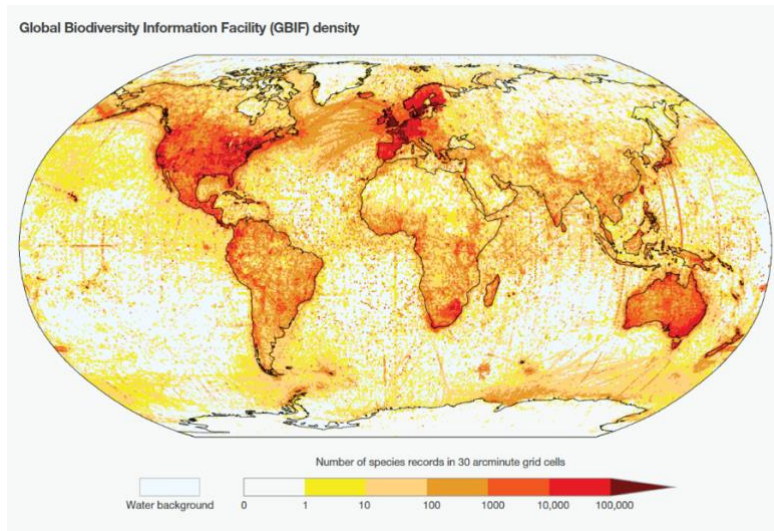 Global Biodiversity Information Facility (GBIF) density
Number of species records in 30 arcminute grid cells
Water background
0 1 10 100 1000 10,000 100,000